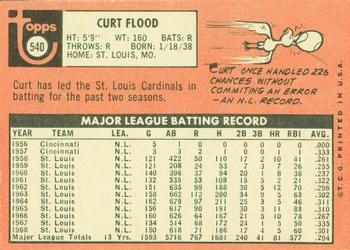 topps
540
CURT FLOOD
HT: 5'9" WT: 160 BATS: R
THROWS: R BORN: 1/18/38
HOME: ST. LOUIS, MO.
Curt has led the St. Louis Cardinals in
batting for the past two seasons.
CURT ONCE HANDLED 226
CHANCES WITHOUT
COMMITING AN ERROR
—AN N.L. RECORD.
MAJOR LEAGUE BATTING RECORD
YEAR TEAM LEA. G AB R H 2B 3B HR RBI AVG.
1956 Cincinnati N.L. 5 1 0 0 0 0 0 0 .000
1957 Cincinnati N.L. 3 3 2 1 0 0 1 1 .333
1958 St. Louis N.L. 121 422 50 110 17 2 10 41 .261
1959 St. Louis N.L. 121 208 24 53 7 3 7 26 .255
1960 St. Louis N.L. 140 396 37 94 20 1 8 38 .237
1961 St. Louis N.L. 132 335 53 108 15 5 2 21 .322
1962 St. Louis N.L. 151 635 99 188 30 5 12 70 .296
1963 St. Louis N.L. 158 662 112 200 34 9 5 63 .302
1964 St. Louis N.L. 162 679 97 211 25 3 5 46 .311
1965 St. Louis N.L. 156 617 90 191 30 3 11 83 .310
1966 St. Louis N.L. 160 626 64 167 21 5 10 78 .267
1967 St. Louis N.L. 134 514 68 172 24 1 5 50 .335
1968 St. Louis N.L. 150 618 71 186 17 4 5 60 .301
Major League Totals 13 Yrs. 1593 5716 767 1681 241 81 577 .294
© T.C.G. PRINTED IN U.S.A.